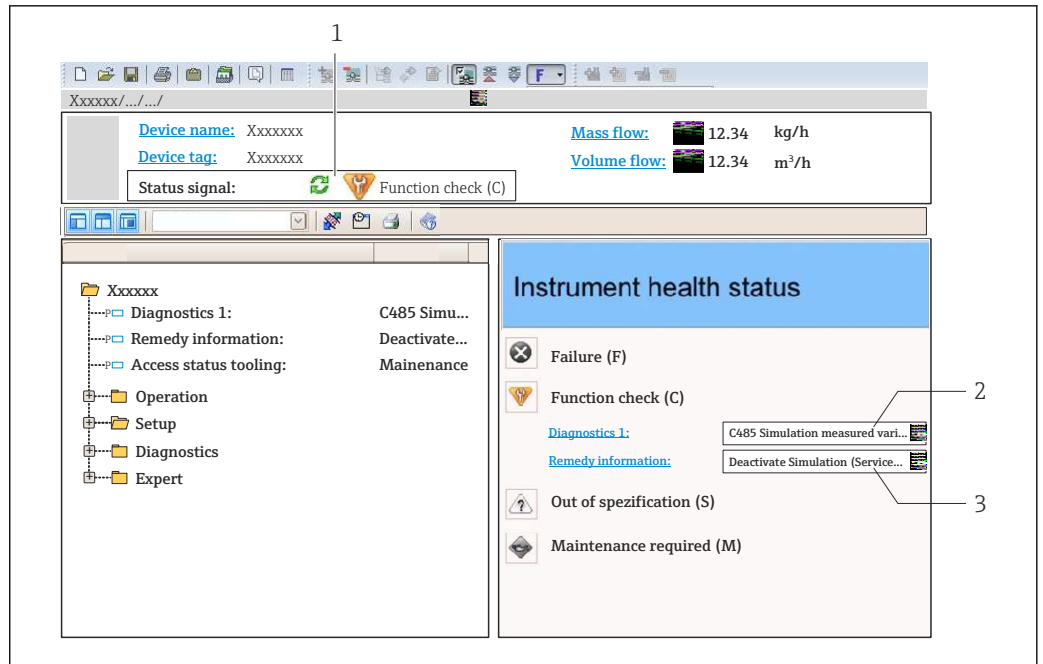 1
F
Xxxxxx/.../.../
Device name: Xxxxxxx
Mass flow: 12.34 kg/h
Device tag: Xxxxxxx
Volume flow: 12.34 m³/h
Status signal: Function check (C)
Xxxxxx
Diagnostics 1: C485 Simu...
Remedy information: Deactivate...
Access status tooling: Mainenance
Operation
Setup
Diagnostics
Expert
Instrument health status
Failure (F)
Function check (C)
2
Diagnostics 1: C485 Simulation measured vari...
Remedy information: Deactivate Simulation (Service...
3
Out of spezification (S)
Maintenance required (M)